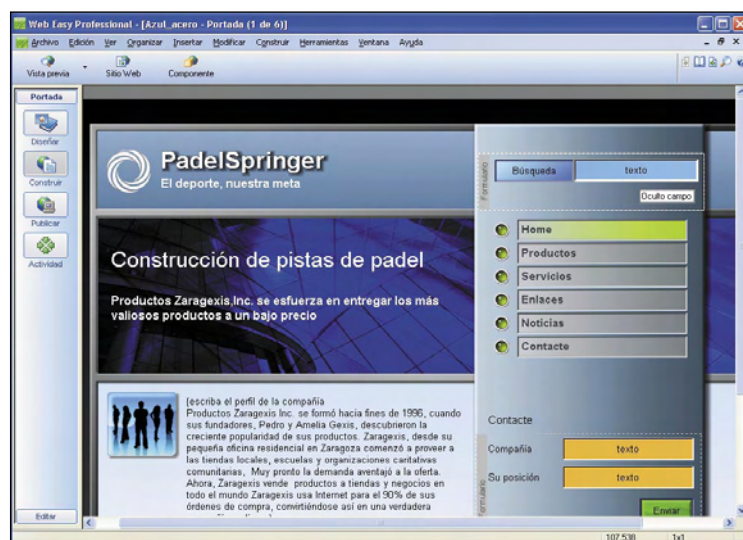 Web Easy Professional - [Azul_acero - Portada (1 de 6)]
Archivo Edición Ver Organizar Insertar Modificar Construir Herramientas Ventana Ayuda
Vista previa Sitio Web Componente
Portada
Diseñar
Construir
Publicar
Actividad
Editar
PadelSpringer
El deporte, nuestra meta
Formulario
Búsqueda texto
Oculto campo
Construcción de pistas de padel
Productos Zaragexis,Inc. se esfuerza en entregar los más
valiosos productos a un bajo precio
Home
Productos
Servicios
Enlaces
Noticias
Contacte
[escriba el perfil de la compañía
Productos Zaragexis Inc. se formó hacia fines de 1996, cuando
sus fundadores, Pedro y Amelia Gexis, descubrieron la
creciente popularidad de sus productos. Zaragexis, desde su
pequeña oficina residencial en Zaragoza comenzó a proveer a
las tiendas locales, escuelas y organizaciones caritativas
comunitarias, Muy pronto la demanda aventajó a la oferta.
Ahora, Zaragexis vende productos a tiendas y negocios en
todo el mundo Zaragexis usa Internet para el 90% de sus
órdenes de compra, convirtiéndose así en una verdadera
Contacte
Formulario
Compañía texto
Su posición texto
Enviar
107,538 1x1